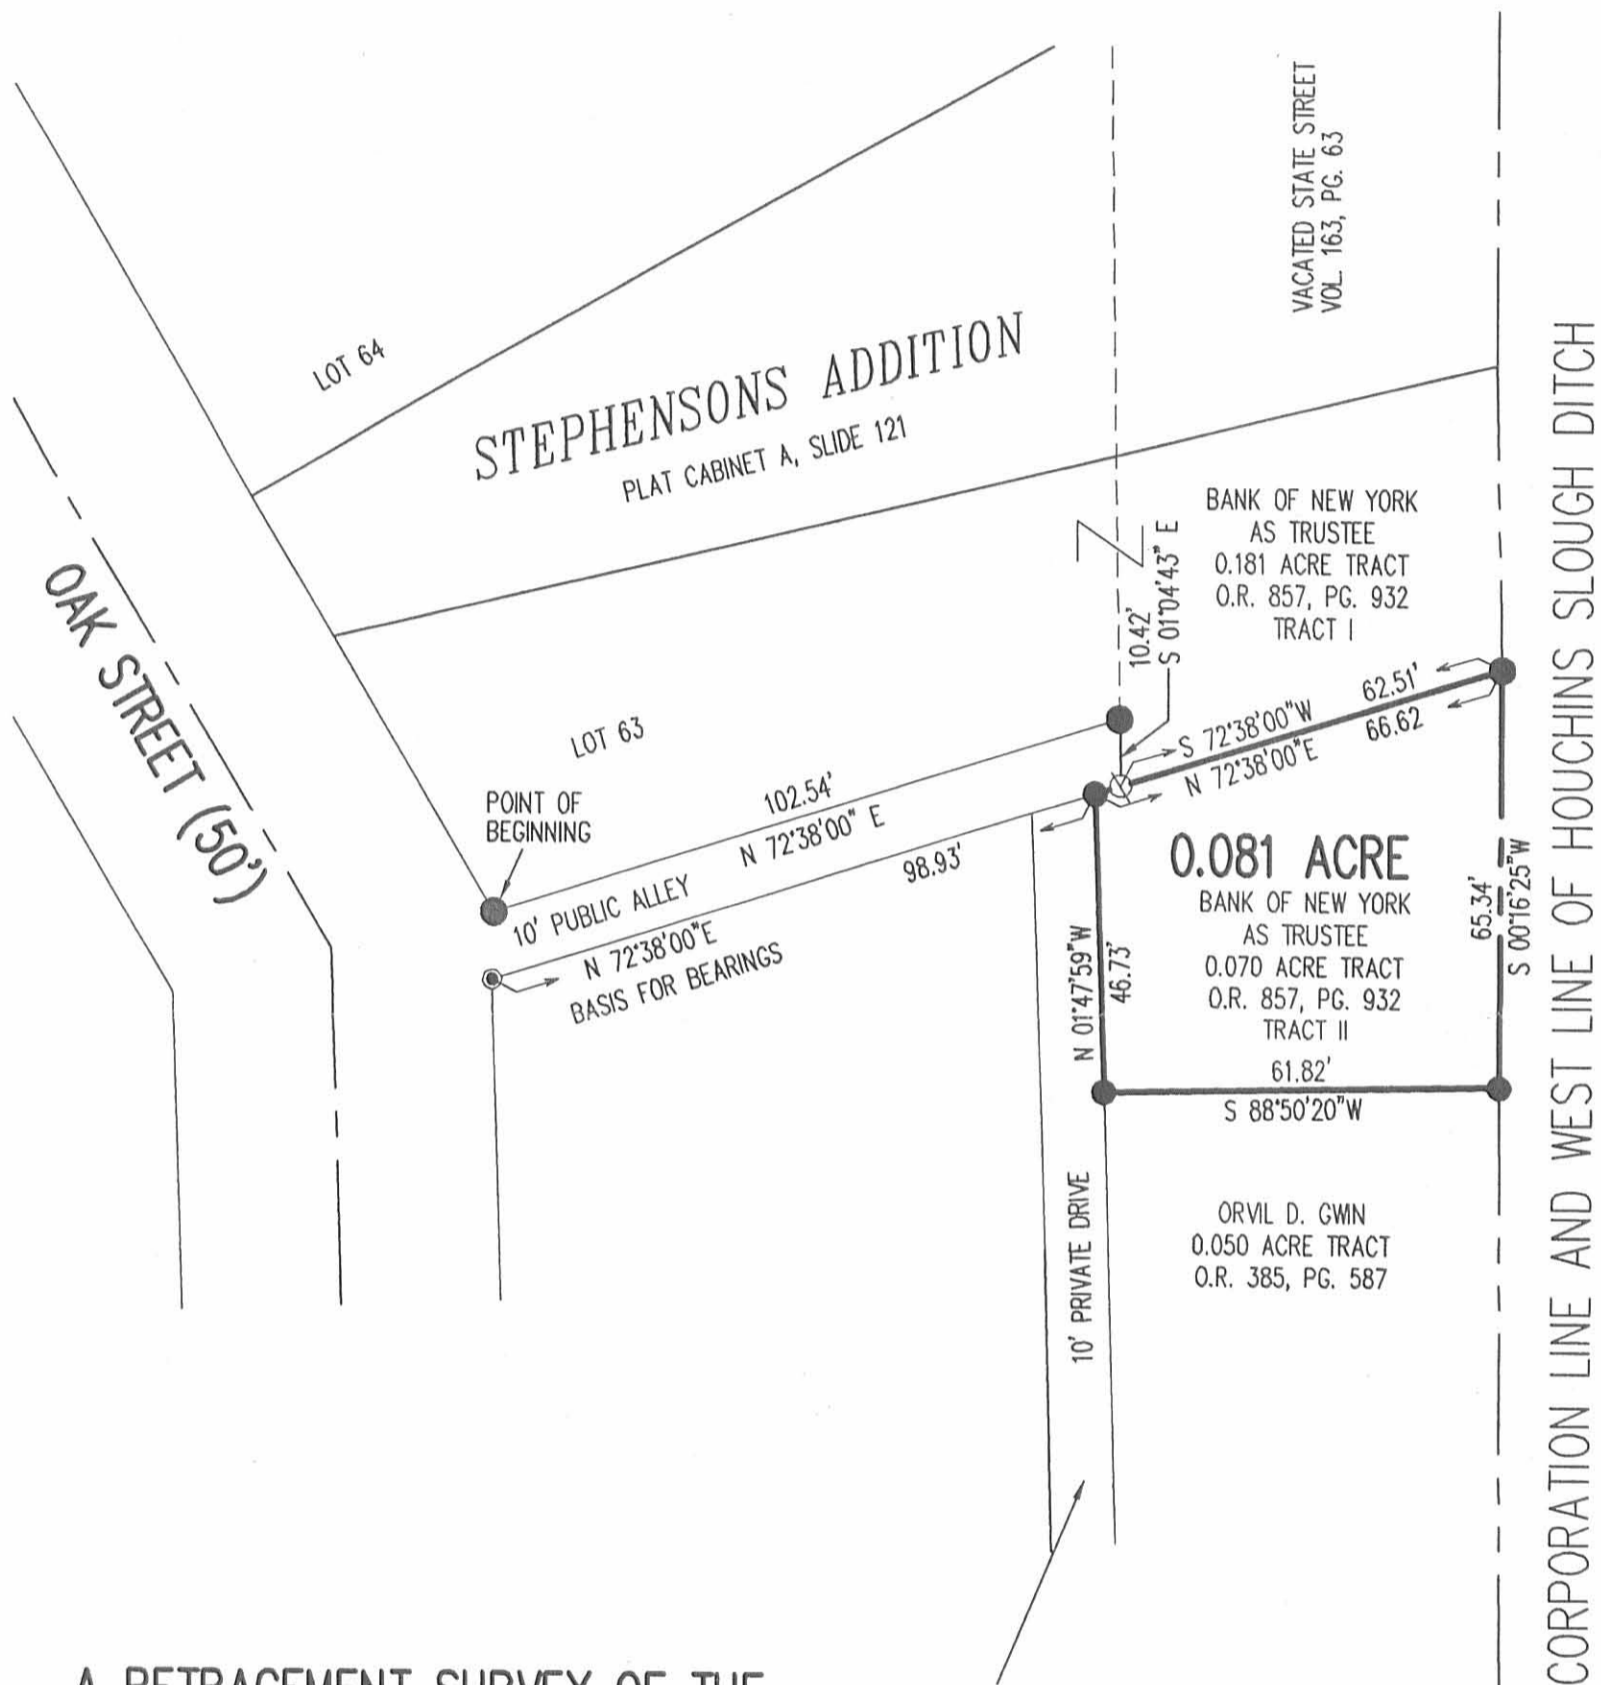 VACATED STATE STREET
VOL. 163, PG. 63
LOT 64
STEPHENSONS ADDITION
PLAT CABINET A, SLIDE 121
BANK OF NEW YORK
AS TRUSTEE
0.181 ACRE TRACT
O.R. 857, PG. 932
TRACT I
10.42'
S 01°04'43" E
OAK STREET (50')
LOT 63
POINT OF
BEGINNING
102.54'
N 72°38'00" E
S 72°38'00"W
62.51'
N 72°38'00"E
66.62
10' PUBLIC ALLEY
98.93'
N 72°38'00"E
BASIS FOR BEARINGS
0.081 ACRE
BANK OF NEW YORK
AS TRUSTEE
0.070 ACRE TRACT
O.R. 857, PG. 932
TRACT II
N 01°47'59"W
46.73'
65.34'
S 00°16'25"W
61.82'
S 88°50'20"W
10' PRIVATE DRIVE
ORVIL D. GWIN
0.050 ACRE TRACT
O.R. 385, PG. 587
CORPORATION LINE AND WEST LINE OF HOUCHINS SLOUGH DITCH
A RETRACEMENT SURVEY OF THE